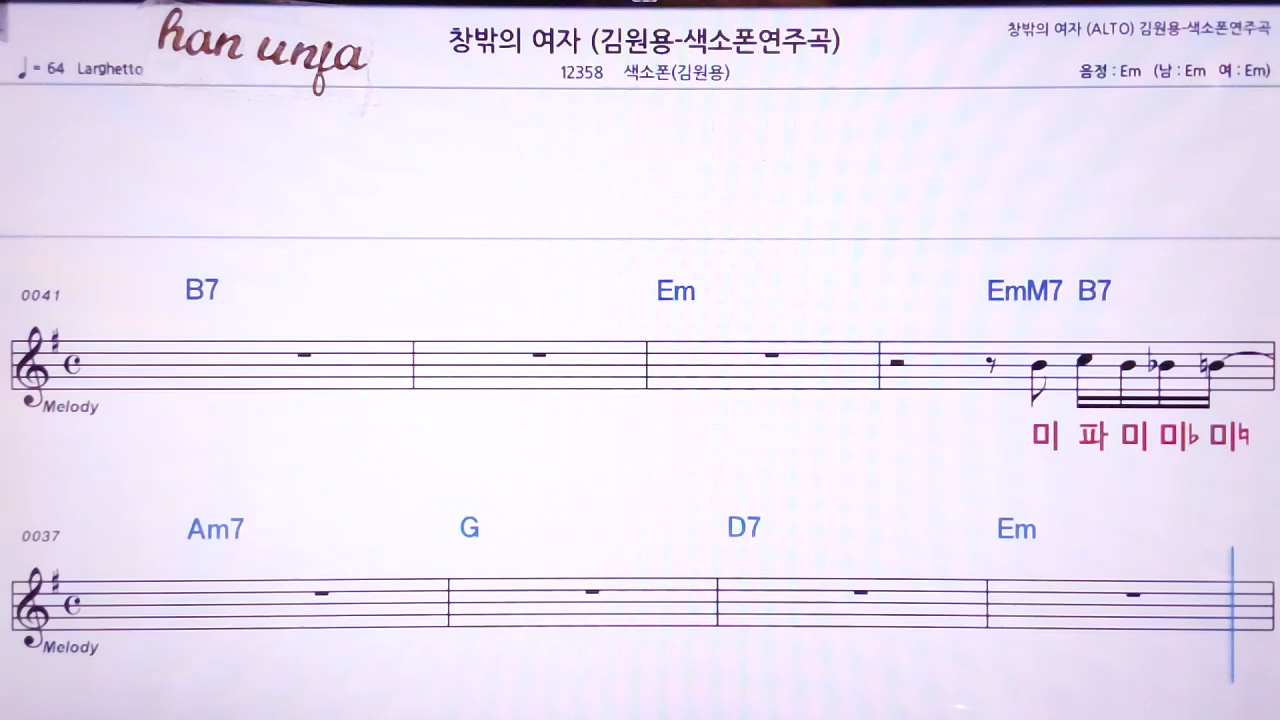 han unfa
창밖의 여자 (김원용-색소폰연주곡)
창밖의 여자 (ALTO) 김원용-색소폰연주곡
♩= 64 Larghetto
12358 색소폰(김원용)
음정 : Em (남 : Em 여 : Em)
0041 B7 Em EmM7 B7
Melody
미 파 미 미♭ 미♮
0037 Am7 G D7 Em
Melody